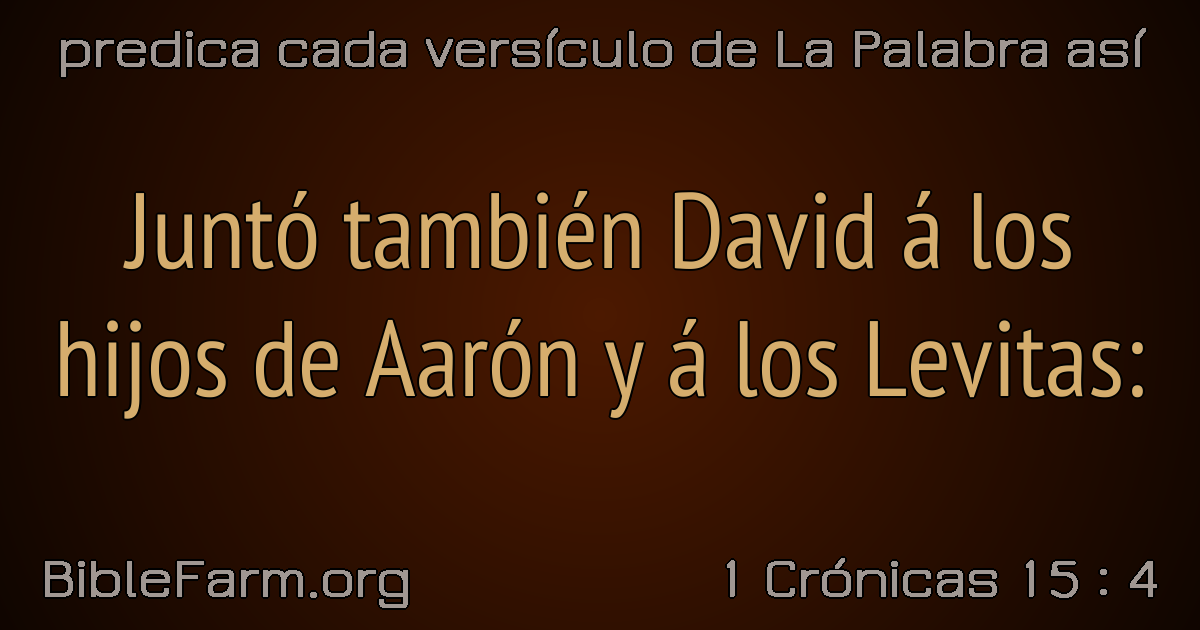 predica cada versículo de La Palabra así
Juntó también David á los
hijos de Aarón y á los Levitas:
BibleFarm.org
1 Crónicas 15 : 4